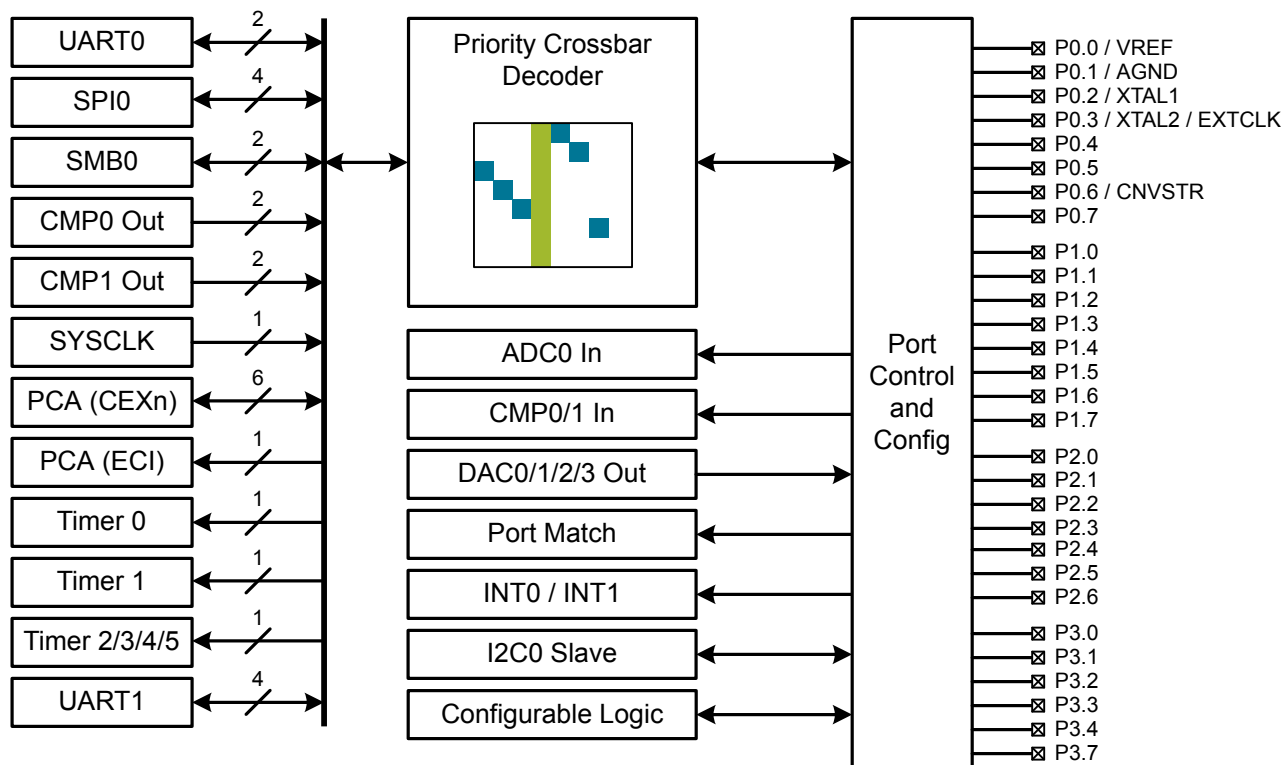 UART0
2
SPI0
4
SMB0
2
CMP0 Out
2
CMP1 Out
2
SYSCLK
1
PCA (CEXn)
6
PCA (ECI)
1
Timer 0
1
Timer 1
1
Timer 2/3/4/5
1
UART1
4
Priority Crossbar
Decoder
ADC0 In
CMP0/1 In
DAC0/1/2/3 Out
Port Match
INT0 / INT1
I2C0 Slave
Configurable Logic
Port
Control
and
Config
P0.0 / VREF
P0.1 / AGND
P0.2 / XTAL1
P0.3 / XTAL2 / EXTCLK
P0.4
P0.5
P0.6 / CNVSTR
P0.7
P1.0
P1.1
P1.2
P1.3
P1.4
P1.5
P1.6
P1.7
P2.0
P2.1
P2.2
P2.3
P2.4
P2.5
P2.6
P3.0
P3.1
P3.2
P3.3
P3.4
P3.7